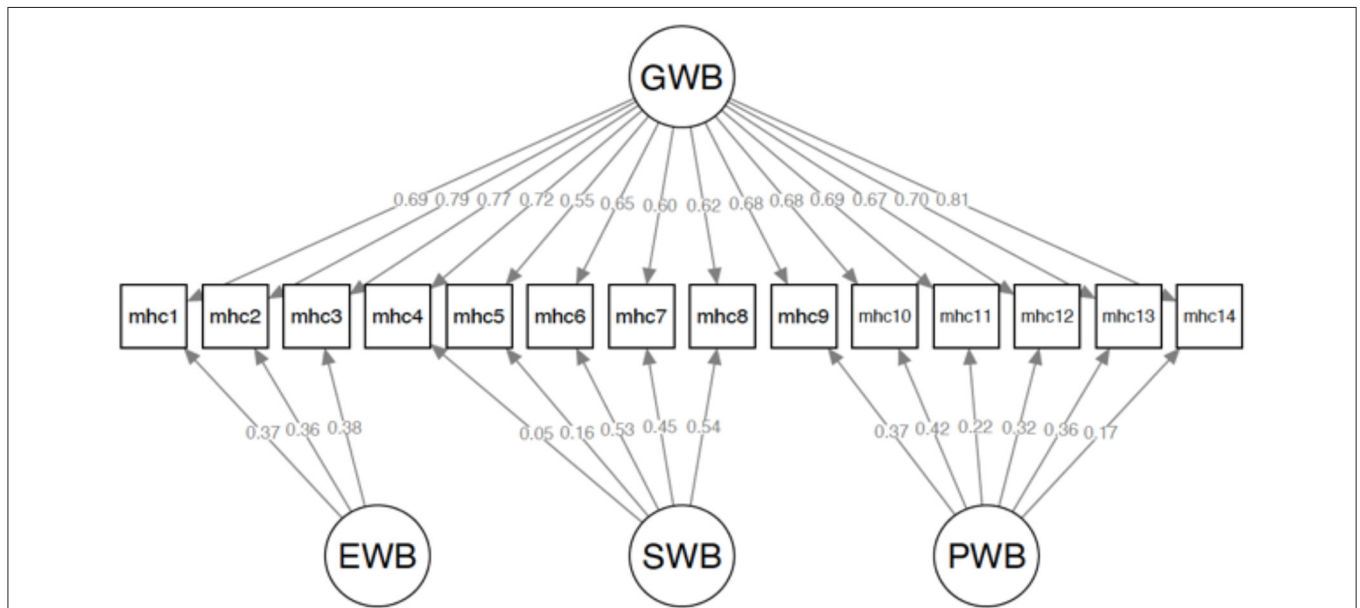 GWB
0.69 0.79 0.77 0.72 0.55 0.65 0.60 0.62 0.68 0.68 0.69 0.67 0.70 0.81
mhc1 mhc2 mhc3 mhc4 mhc5 mhc6 mhc7 mhc8 mhc9 mhc10 mhc11 mhc12 mhc13 mhc14
0.37 0.36 0.38 0.05 0.16 0.53 0.45 0.54 0.37 0.42 0.22 0.32 0.36 0.17
EWB SWB PWB